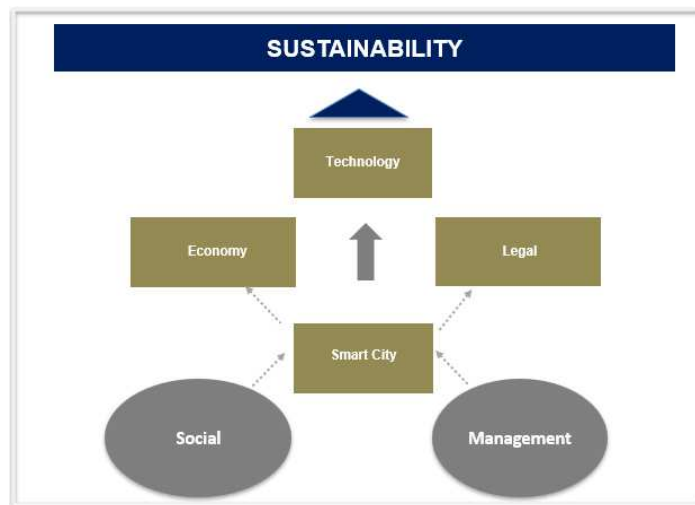 SUSTAINABILITY
Technology
Economy
Legal
Smart City
Social
Management